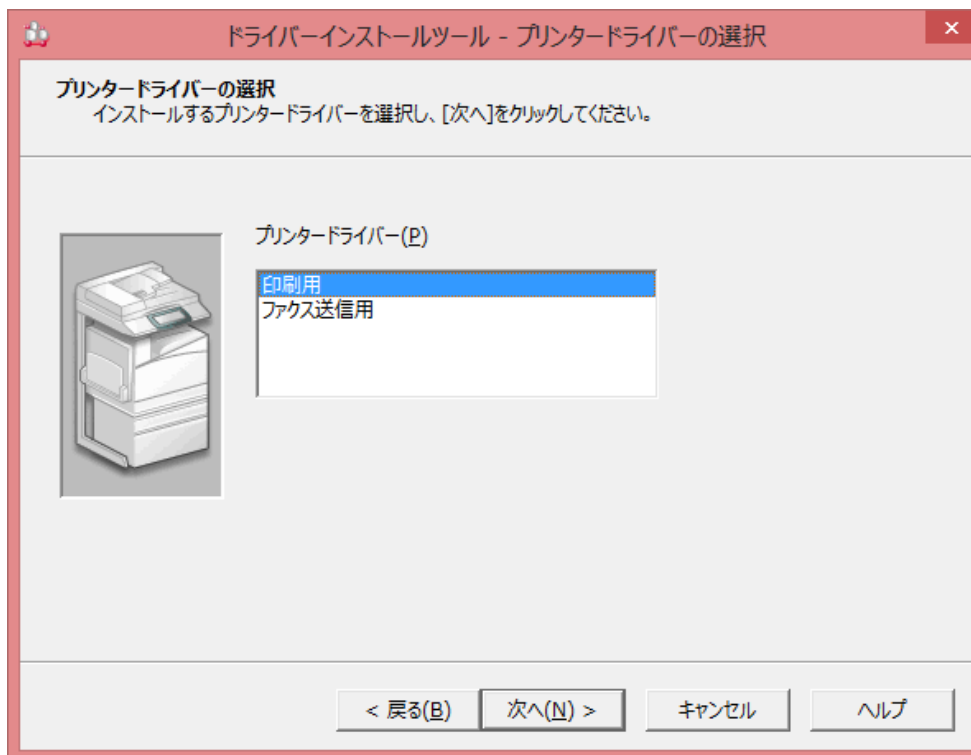 ドライバーインストールツール - プリンタードライバーの選択
プリンタードライバーの選択
インストールするプリンタードライバーを選択し、[次へ]をクリックしてください。
プリンタードライバー(P)
印刷用
ファクス送信用
< 戻る(B)
次へ(N) >
キャンセル
ヘルプ